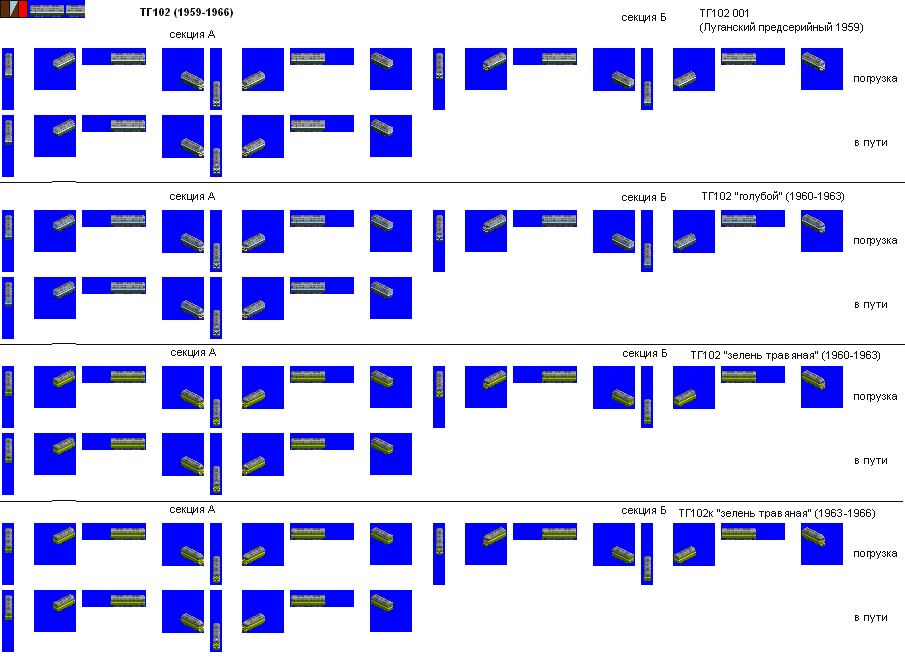 ТГ102 (1959-1966)
секция А
секция Б
ТГ102 001
(Луганский предсерийный 1959)
погрузка
в пути
секция А
секция Б
ТГ102 "голубой" (1960-1963)
погрузка
в пути
секция А
секция Б
ТГ102 "зелень травяная" (1960-1963)
погрузка
в пути
секция А
секция Б
ТГ102к "зелень травяная" (1963-1966)
погрузка
в пути